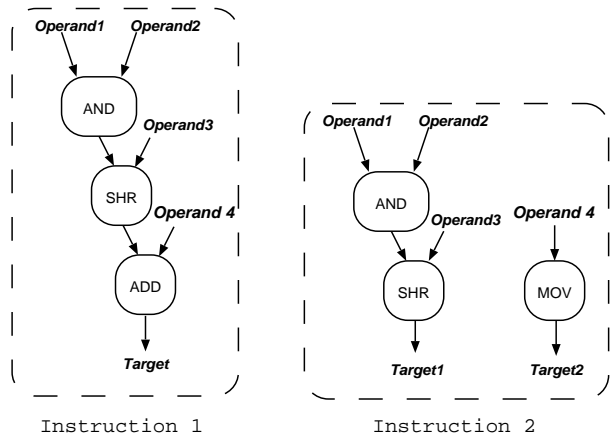 Operand1 Operand2
AND
Operand3
SHR
Operand 4
ADD
Target
Instruction 1
Operand1 Operand2
AND
Operand3
Operand 4
SHR
MOV
Target1
Target2
Instruction 2